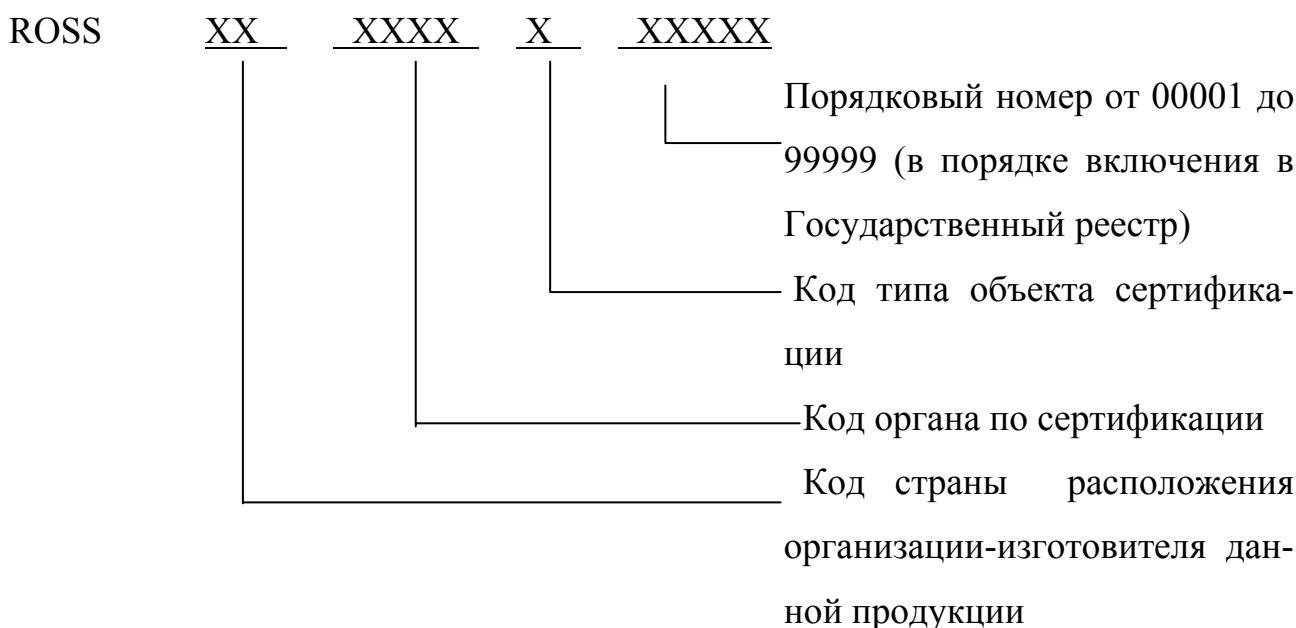 ROSS XX XXXX X XXXXX
Порядковый номер от 00001 до
99999 (в порядке включения в
Государственный реестр)
Код типа объекта сертифика-
ции
Код органа по сертификации
Код страны расположения
организации-изготовителя дан-
ной продукции